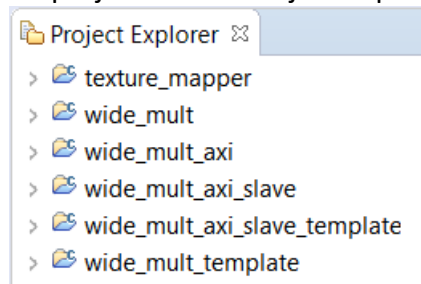 Project Explorer
texture_mapper
wide_mult
wide_mult_axi
wide_mult_axi_slave
wide_mult_axi_slave_template
wide_mult_template